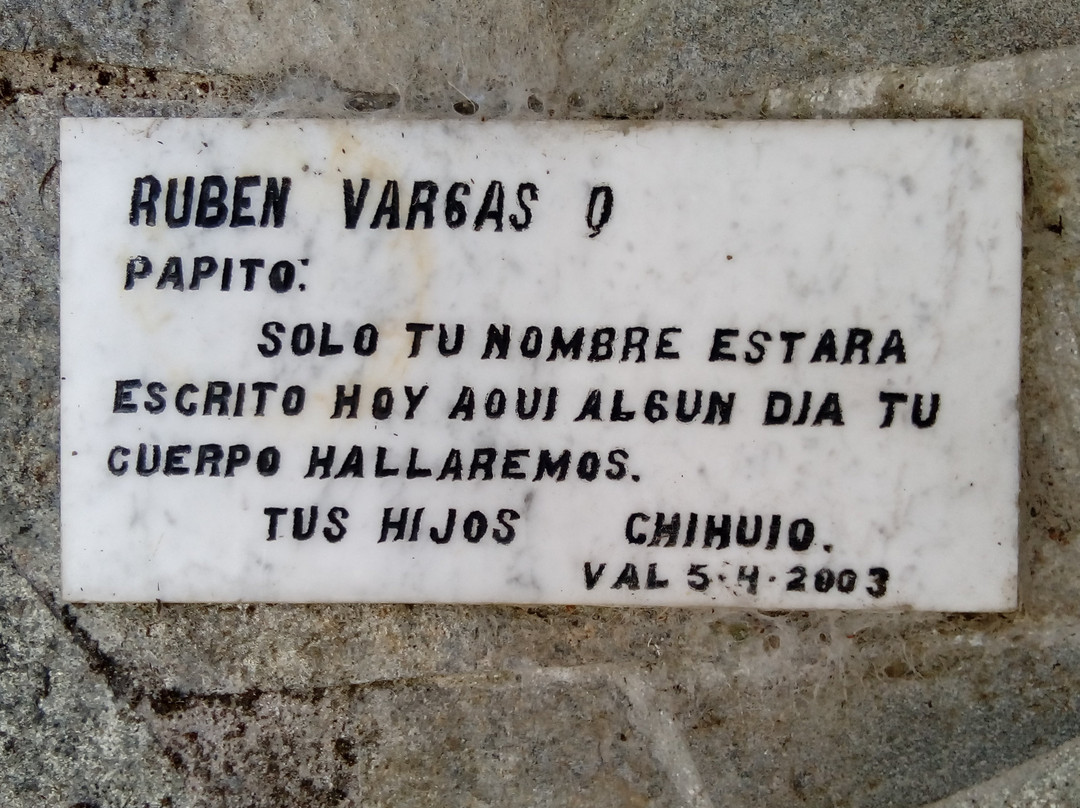 RUBEN VARGAS Q
PAPITO:
SOLO TU NOMBRE ESTARA
ESCRITO HOY AQUI ALGUN DIA TU
CUERPO HALLAREMOS.
TUS HIJOS CHIHUIO.
VAL 5·4·2003